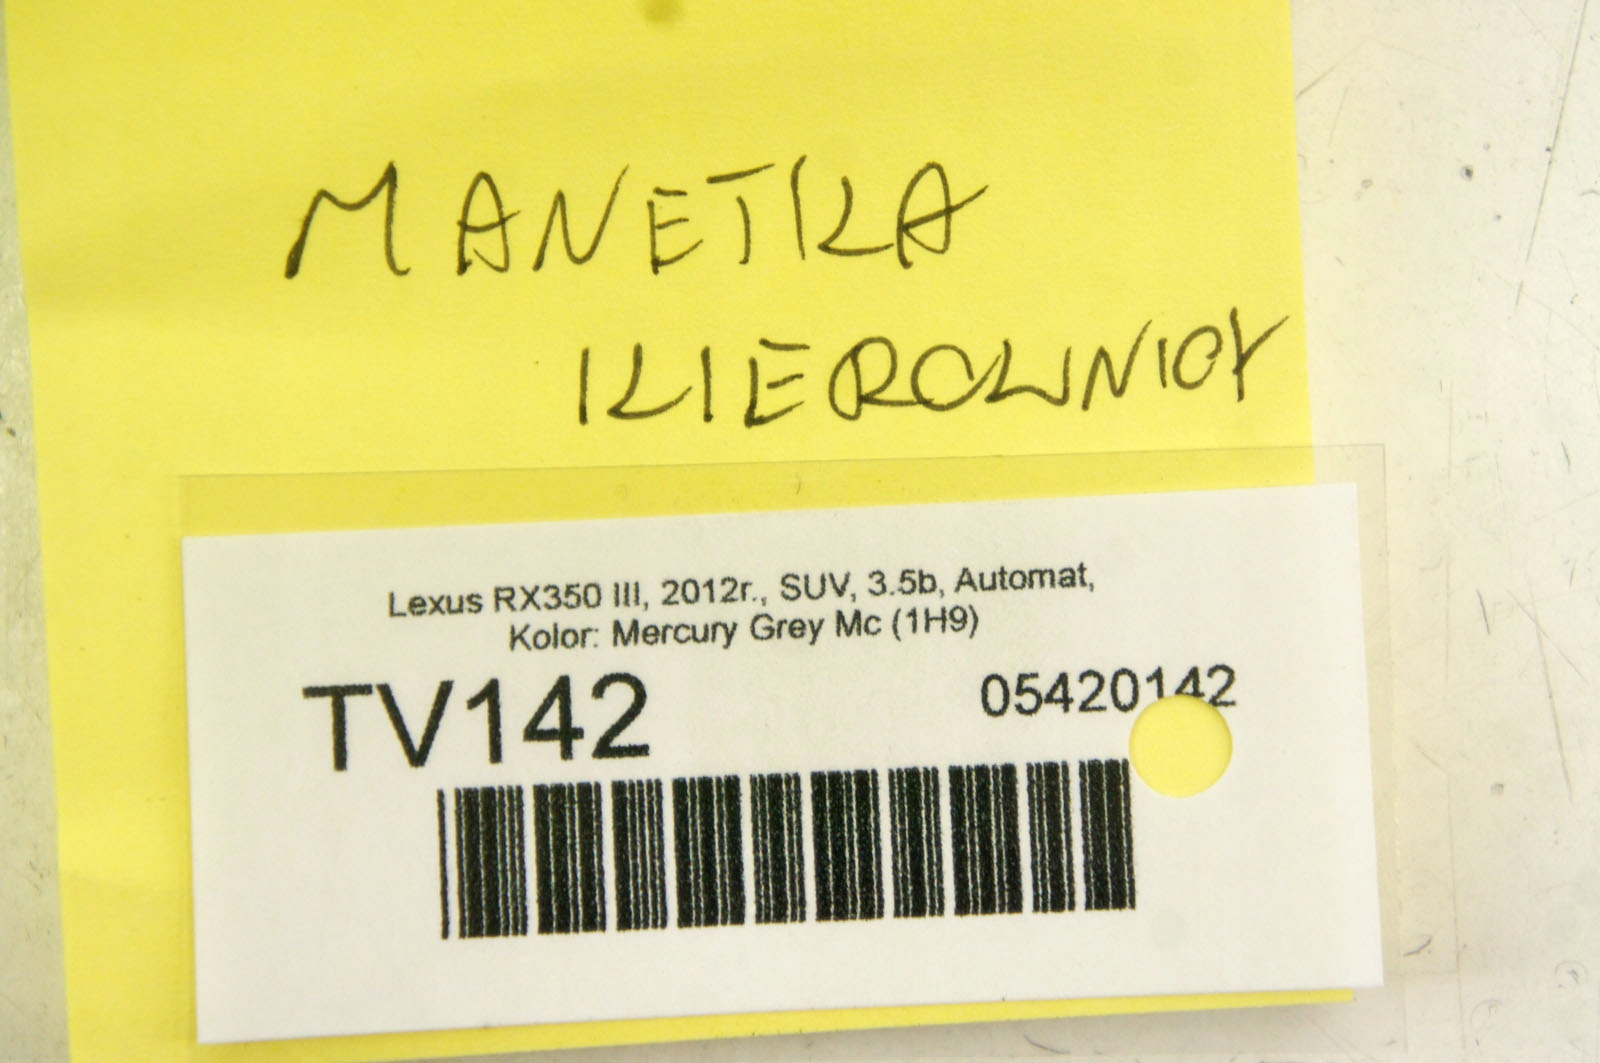 MANETKA
KIEROWNICY
Lexus RX350 III, 2012r., SUV, 3.5b, Automat,
Kolor: Mercury Grey Mc (1H9)
TV142
05420142